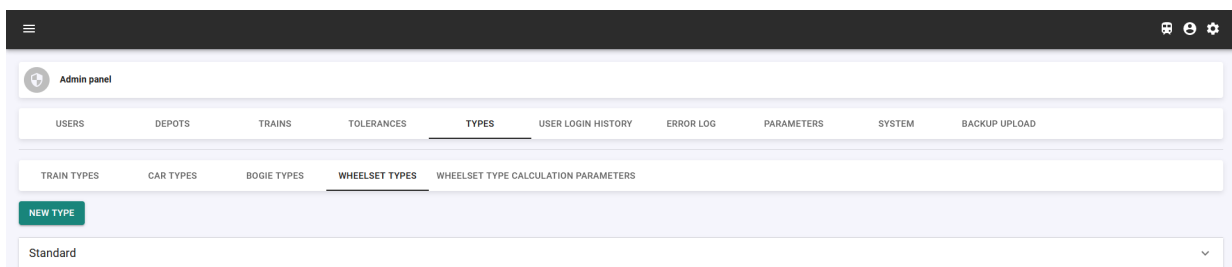 Admin panel
USERS DEPOTS TRAINS TOLERANCES TYPES USER LOGIN HISTORY ERROR LOG PARAMETERS SYSTEM BACKUP UPLOAD
TRAIN TYPES CAR TYPES BOGIE TYPES WHEELSET TYPES WHEELSET TYPE CALCULATION PARAMETERS
NEW TYPE
Standard